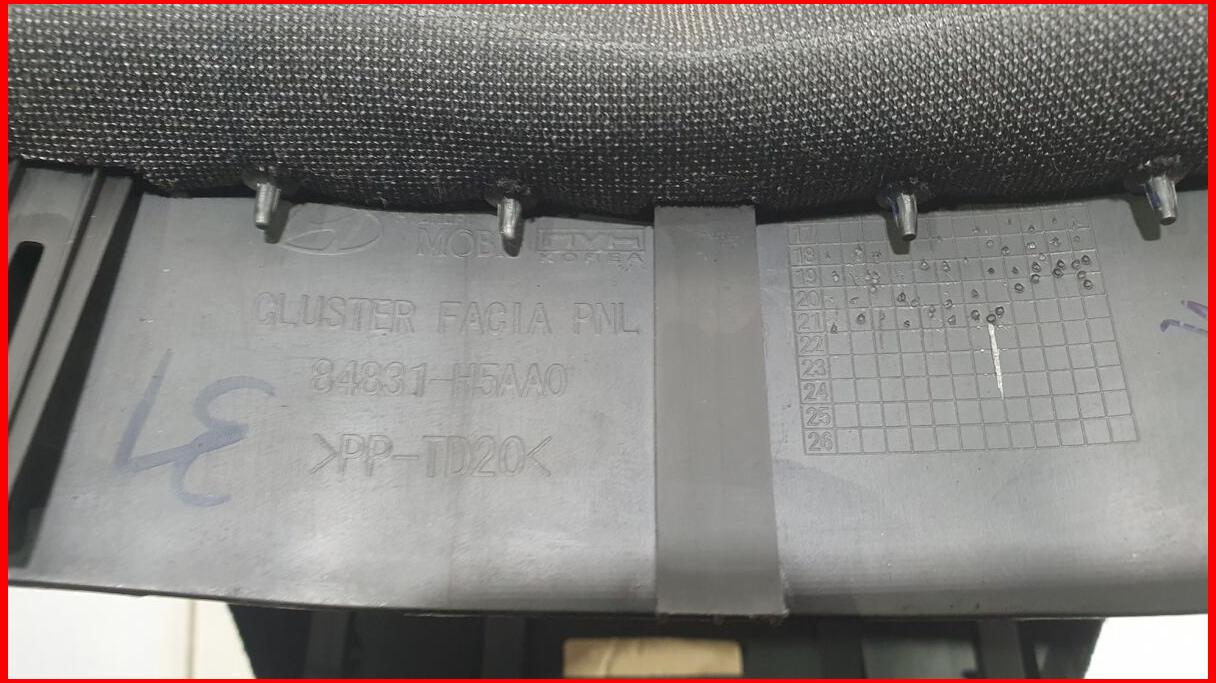 MOBI
KOREA
CLUSTER FACIA PNL
84831-H5AA0
>PP-TD20<
31
17
18
19
20
21
22
23
24
25
26